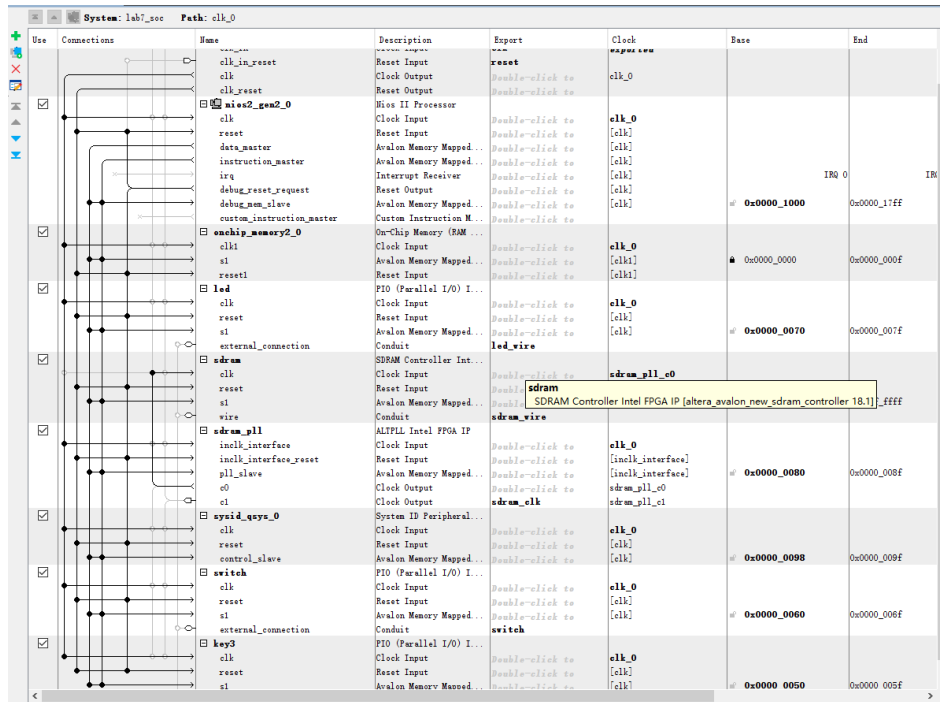 System: lab7_soc Path: clk_0
Use Connections Name Description Export Clock Base End
clk_in_reset Reset Input reset
clk Clock Output Double-click to clk_0
clk_reset Reset Output Double-click to
nios2_gen2_0 Nios II Processor
clk Clock Input Double-click to clk_0
reset Reset Input Double-click to [clk]
data_master Avalon Memory Mapped... Double-click to [clk]
instruction_master Avalon Memory Mapped... Double-click to [clk]
irq Interrupt Receiver Double-click to [clk] IRQ 0 IRQ
debug_reset_request Reset Output Double-click to [clk]
debug_mem_slave Avalon Memory Mapped... Double-click to [clk] 0x0000_1000 0x0000_17ff
custom_instruction_master Custom Instruction M... Double-click to
onchip_memory2_0 On-Chip Memory (RAM ...
clk1 Clock Input Double-click to clk_0
s1 Avalon Memory Mapped... Double-click to [clk1] 0x0000_0000 0x0000_000f
reset1 Reset Input Double-click to [clk1]
led PIO (Parallel I/O) I...
clk Clock Input Double-click to clk_0
reset Reset Input Double-click to [clk]
s1 Avalon Memory Mapped... Double-click to [clk] 0x0000_0070 0x0000_007f
external_connection Conduit led_wire
sdram SDRAM Controller Int...
clk Clock Input Double-click to sdram_pll_c0
reset Reset Input Double
sdram
s1 Avalon Memory Mapped... Double
SDRAM Controller Intel FPGA IP [altera_avalon_new_sdram_controller 18.1] _ffff
wire Conduit sdram_wire
sdram_pll ALTPLL Intel FPGA IP
inclk_interface Clock Input Double-click to clk_0
inclk_interface_reset Reset Input Double-click to [inclk_interface]
pll_slave Avalon Memory Mapped... Double-click to [inclk_interface] 0x0000_0080 0x0000_008f
c0 Clock Output Double-click to sdram_pll_c0
c1 Clock Output sdram_clk sdram_pll_c1
sysid_qsys_0 System ID Peripheral...
clk Clock Input Double-click to clk_0
reset Reset Input Double-click to [clk]
control_slave Avalon Memory Mapped... Double-click to [clk] 0x0000_0098 0x0000_009f
switch PIO (Parallel I/O) I...
clk Clock Input Double-click to clk_0
reset Reset Input Double-click to [clk]
s1 Avalon Memory Mapped... Double-click to [clk] 0x0000_0060 0x0000_006f
external_connection Conduit switch
key3 PIO (Parallel I/O) I...
clk Clock Input Double-click to clk_0
reset Reset Input Double-click to [clk]
s1 Avalon Memory Mapped... Double-click to [clk] 0x0000_0050 0x0000_005f